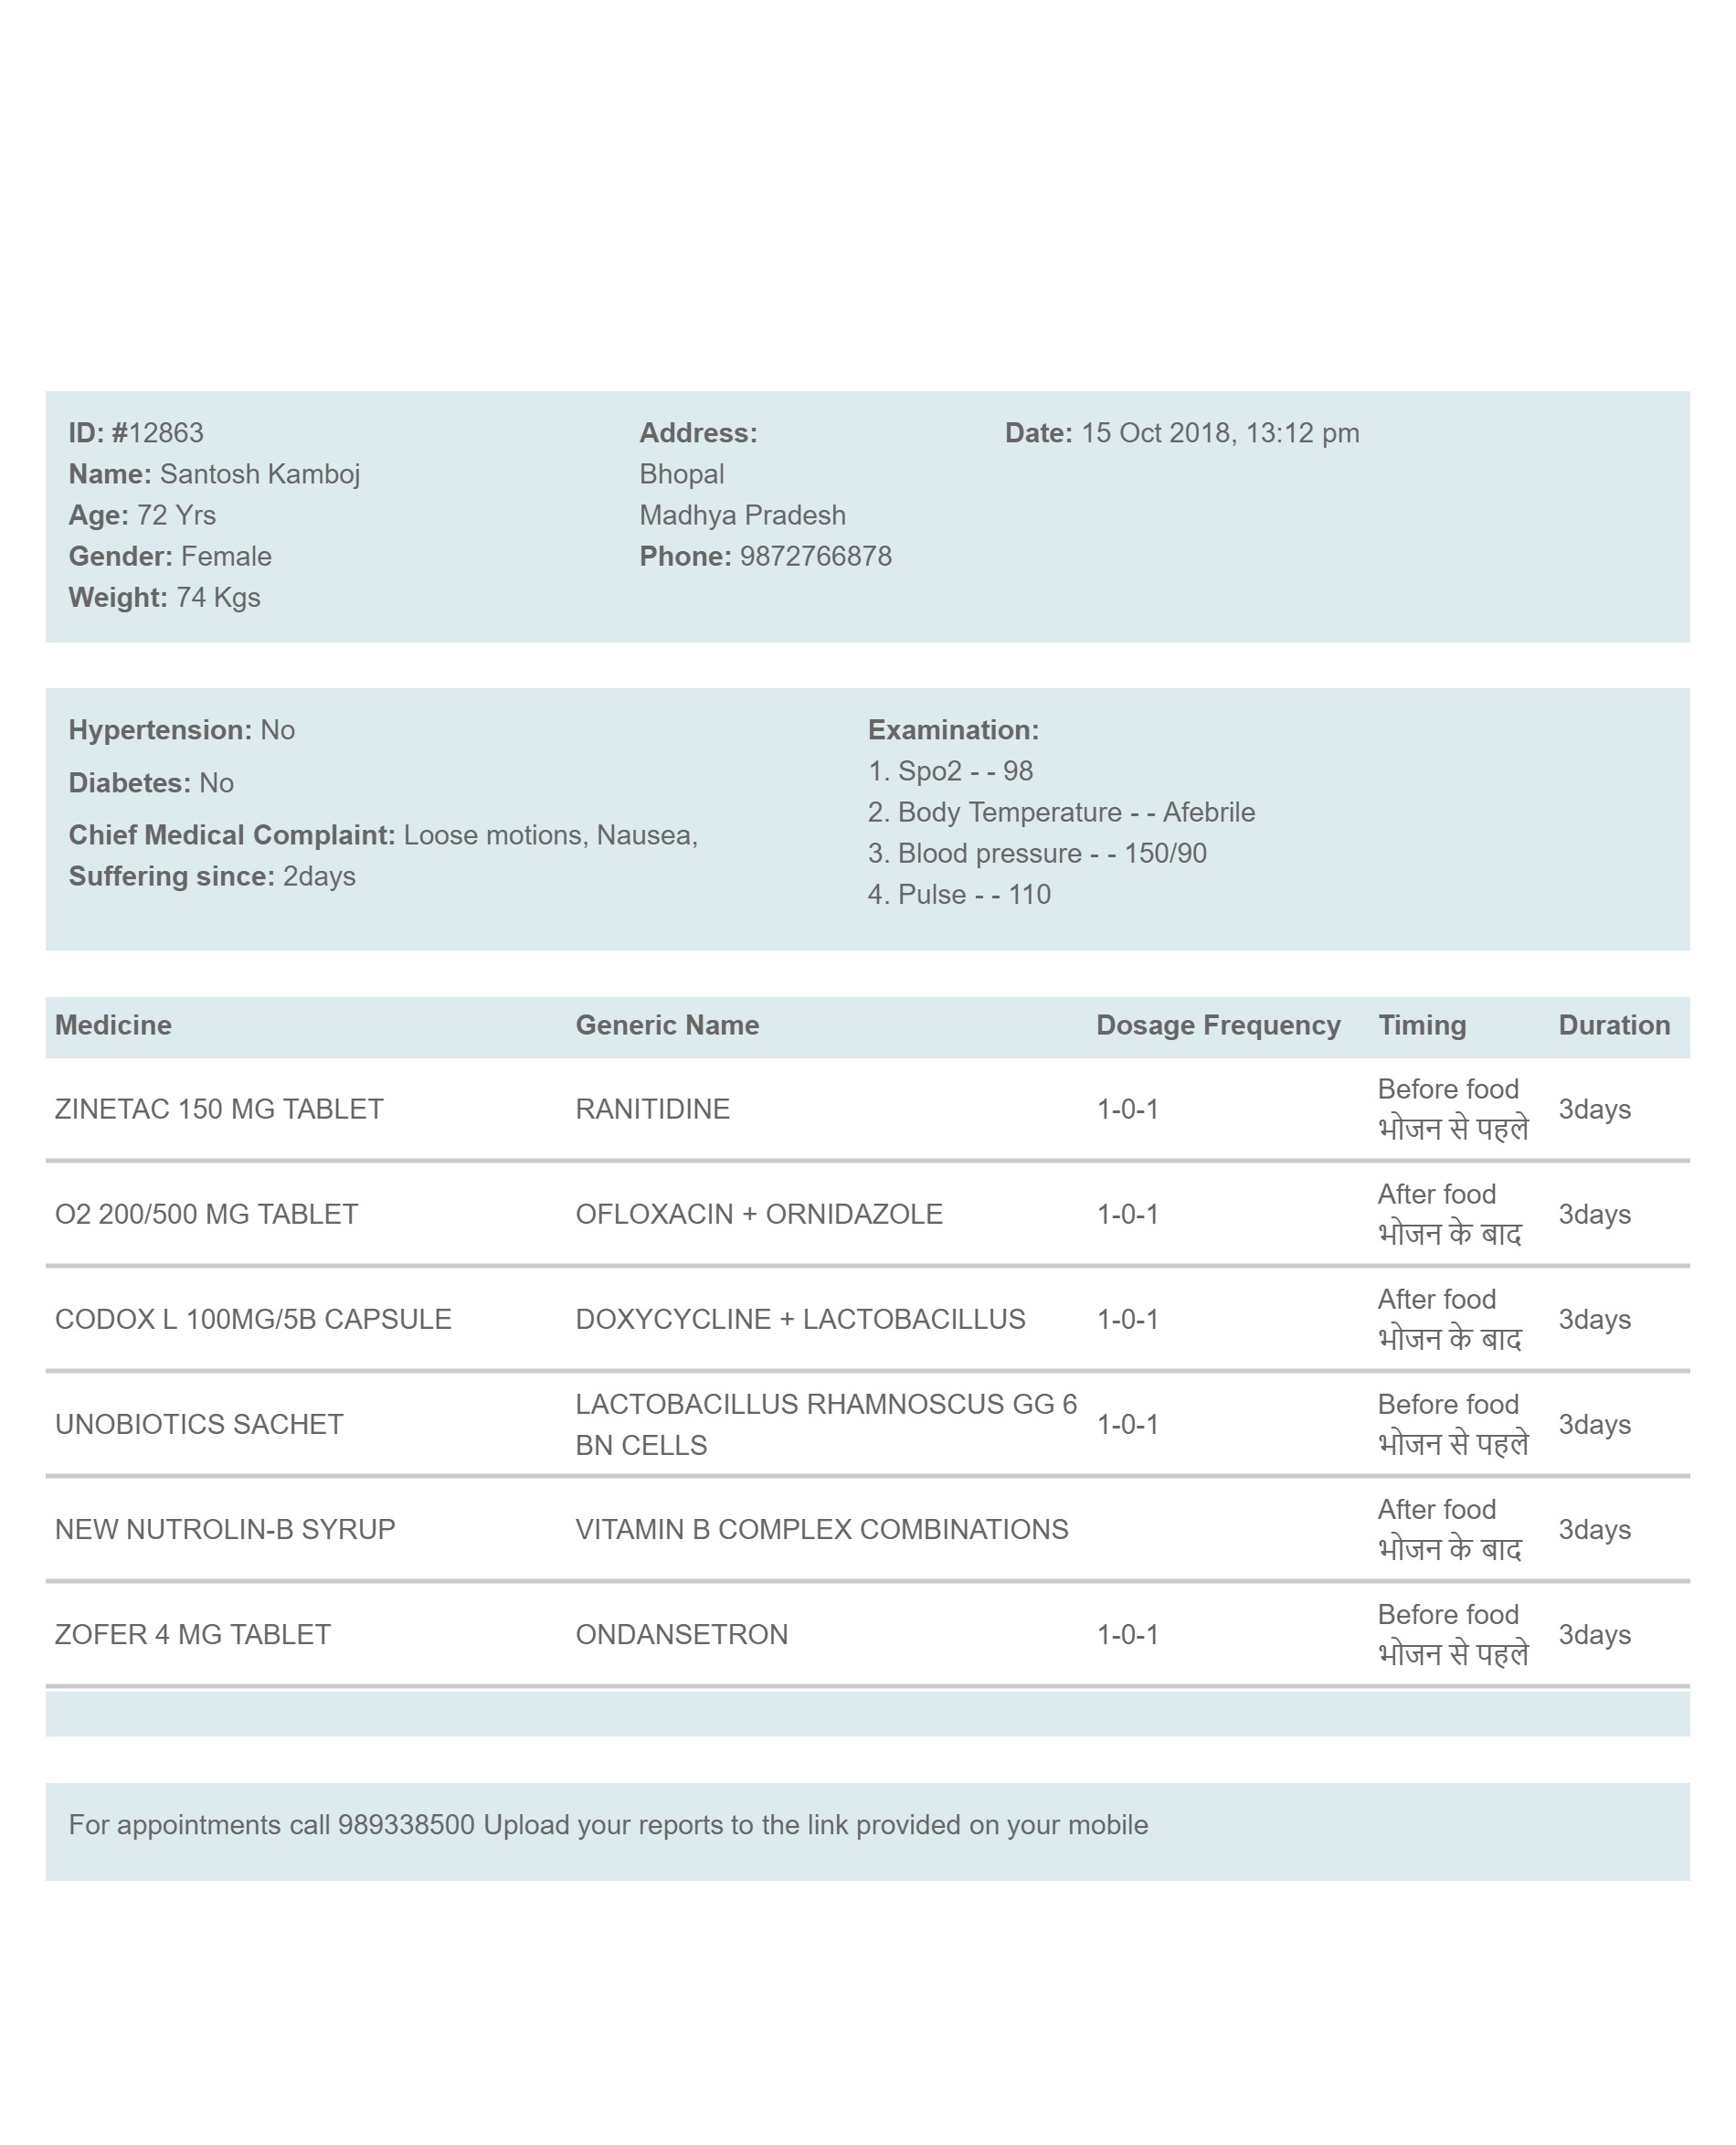 ID: #12863
Name: Santosh Kamboj
Age: 72 Yrs
Gender: Female
Weight: 74 Kgs
Address:
Bhopal
Madhya Pradesh
Phone: 9872766878
Date: 15 Oct 2018, 13:12 pm
Hypertension: No
Diabetes: No
Chief Medical Complaint: Loose motions, Nausea,
Suffering since: 2days
Examination:
1. Spo2 - - 98
2. Body Temperature - - Afebrile
3. Blood pressure - - 150/90
4. Pulse - - 110
Medicine Generic Name Dosage Frequency Timing Duration
ZINETAC 150 MG TABLET RANITIDINE 1-0-1 Before food 3days
भोजन से पहले
O2 200/500 MG TABLET OFLOXACIN + ORNIDAZOLE 1-0-1 After food 3days
भोजन के बाद
CODOX L 100MG/5B CAPSULE DOXYCYCLINE + LACTOBACILLUS 1-0-1 After food 3days
भोजन के बाद
UNOBIOTICS SACHET LACTOBACILLUS RHAMNOSCUS GG 6 1-0-1 Before food 3days
BN CELLS भोजन से पहले
NEW NUTROLIN-B SYRUP VITAMIN B COMPLEX COMBINATIONS After food 3days
भोजन के बाद
ZOFER 4 MG TABLET ONDANSETRON 1-0-1 Before food 3days
भोजन से पहले
For appointments call 989338500 Upload your reports to the link provided on your mobile